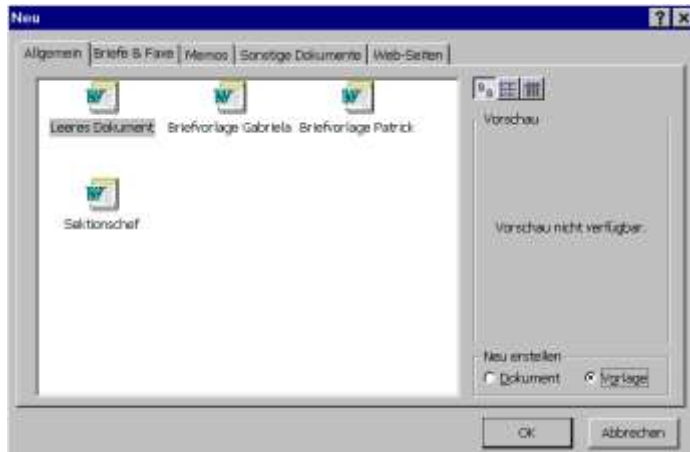 Neu
Allgemein Briefe & Faxe Memos Sonstige Dokumente Web-Seiten
Leeres Dokument Briefvorlage Gabriela Briefvorlage Patrick
Sektionschef
Vorschau
Vorschau nicht verfügbar.
Neu erstellen
Dokument Vorlage
OK Abbrechen